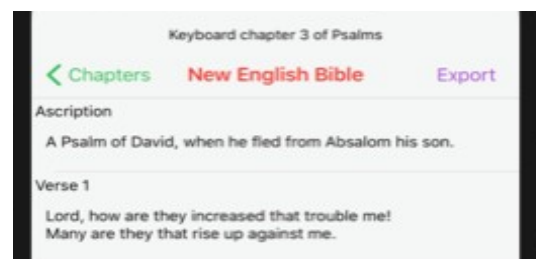 Keyboard chapter 3 of Psalms
Chapters New English Bible Export
Ascription
A Psalm of David, when he fled from Absalom his son.
Verse 1
Lord, how are they increased that trouble me!
Many are they that rise up against me.